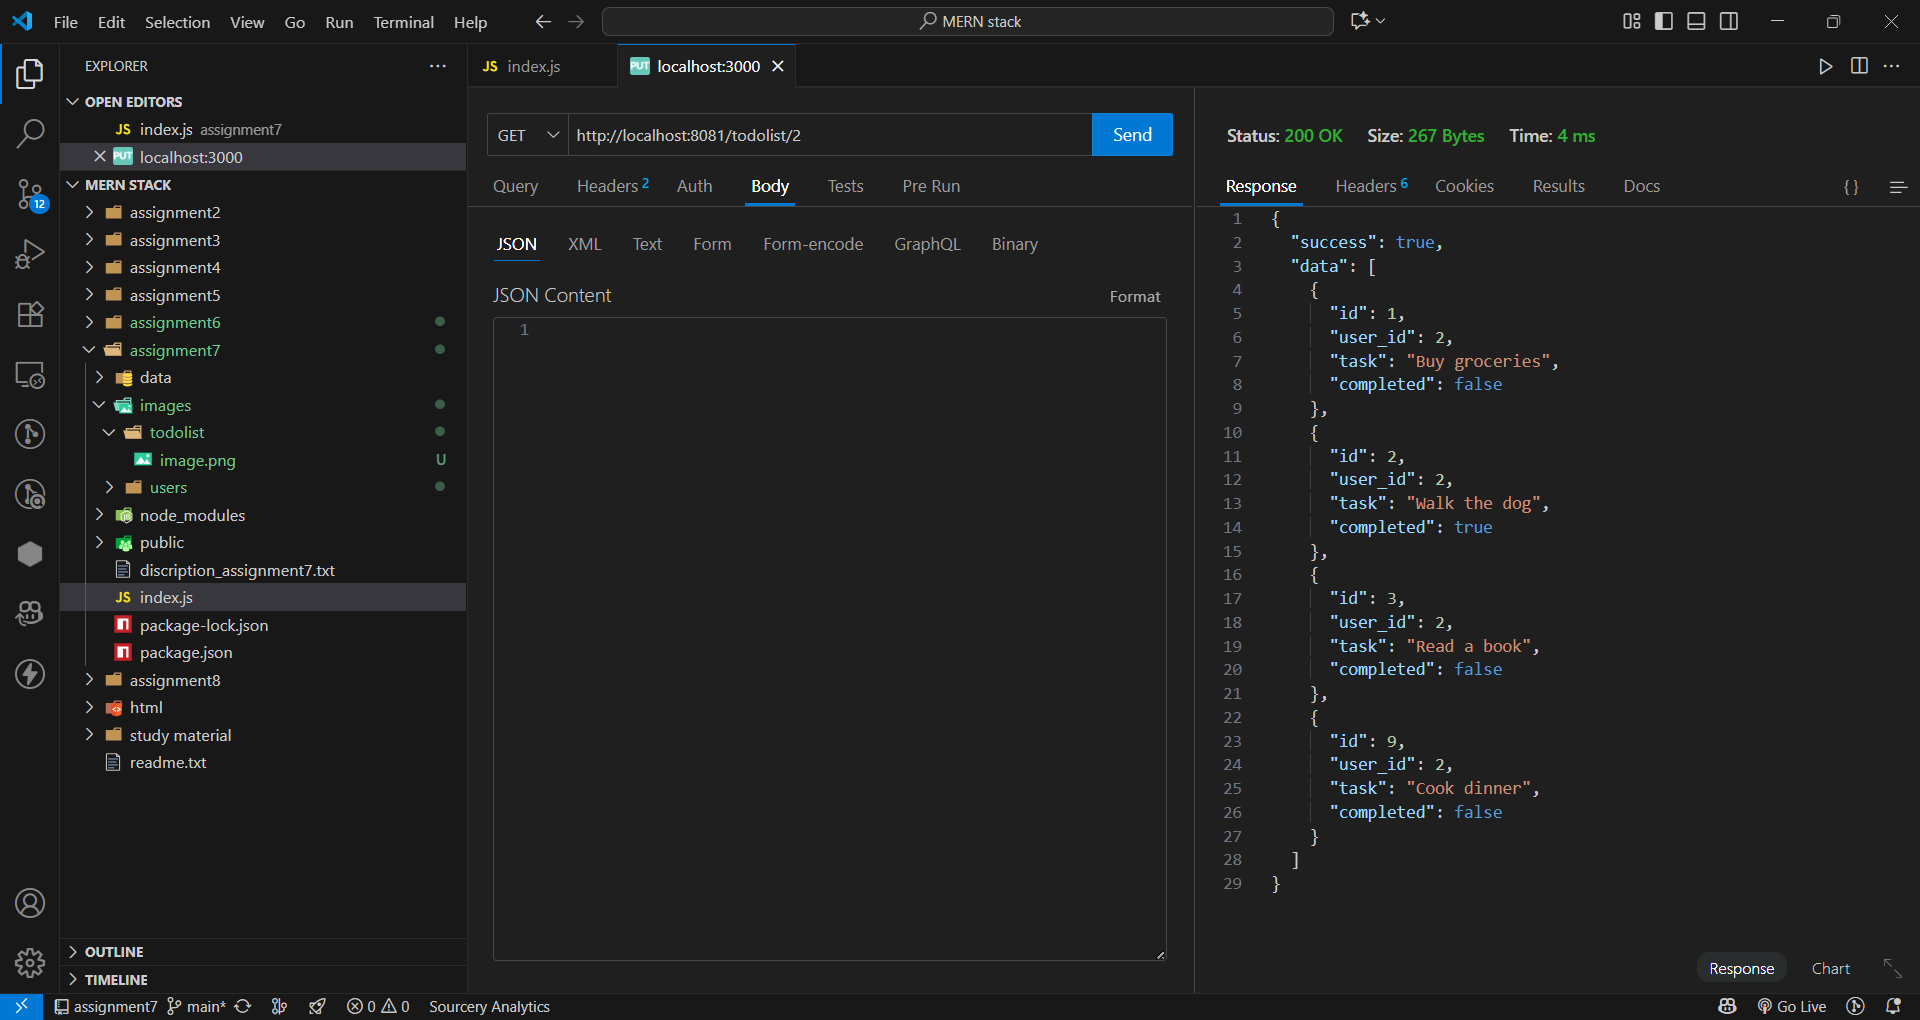 File Edit Selection View Go Run Terminal Help
MERN stack
EXPLORER
OPEN EDITORS
JS index.js assignment7
PUT localhost:3000
MERN STACK
assignment2
assignment3
assignment4
assignment5
assignment6
assignment7
data
images
todolist
image.png U
users
node_modules
public
discription_assignment7.txt
JS index.js
package-lock.json
package.json
assignment8
html
study material
readme.txt
OUTLINE
TIMELINE
12
JS index.js
PUT localhost:3000
GET http://localhost:8081/todolist/2 Send
Query Headers 2 Auth Body Tests Pre Run
JSON XML Text Form Form-encode GraphQL Binary
JSON Content Format
1
Status: 200 OK Size: 267 Bytes Time: 4 ms
Response Headers 6 Cookies Results Docs { }
1 {
2 "success": true,
3 "data": [
4 {
5 "id": 1,
6 "user_id": 2,
7 "task": "Buy groceries",
8 "completed": false
9 },
10 {
11 "id": 2,
12 "user_id": 2,
13 "task": "Walk the dog",
14 "completed": true
15 },
16 {
17 "id": 3,
18 "user_id": 2,
19 "task": "Read a book",
20 "completed": false
21 },
22 {
23 "id": 9,
24 "user_id": 2,
25 "task": "Cook dinner",
26 "completed": false
27 }
28 ]
29 }
Response Chart
assignment7 main* 0 0 Sourcery Analytics Go Live